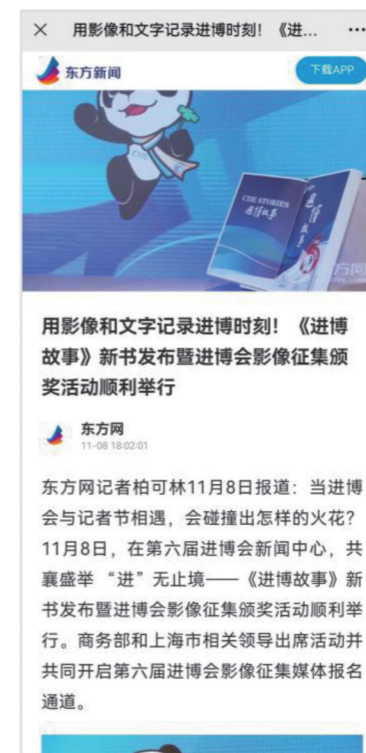 × 用影像和文字记录进博时刻！《进... ...
东方新闻
下载APP
CIIE STORIES
进博故事
进博故事
东方网
用影像和文字记录进博时刻！《进博
故事》新书发布暨进博会影像征集颁
奖活动顺利举行
东方网
11-08 18:02:01
东方网记者柏可林11月8日报道：当进博
会与记者节相遇，会碰撞出怎样的火花？
11月8日，在第六届进博会新闻中心，共
襄盛举 “进”无止境——《进博故事》新
书发布暨进博会影像征集颁奖活动顺利举
行。商务部和上海市相关领导出席活动并
共同开启第六届进博会影像征集媒体报名
通道。